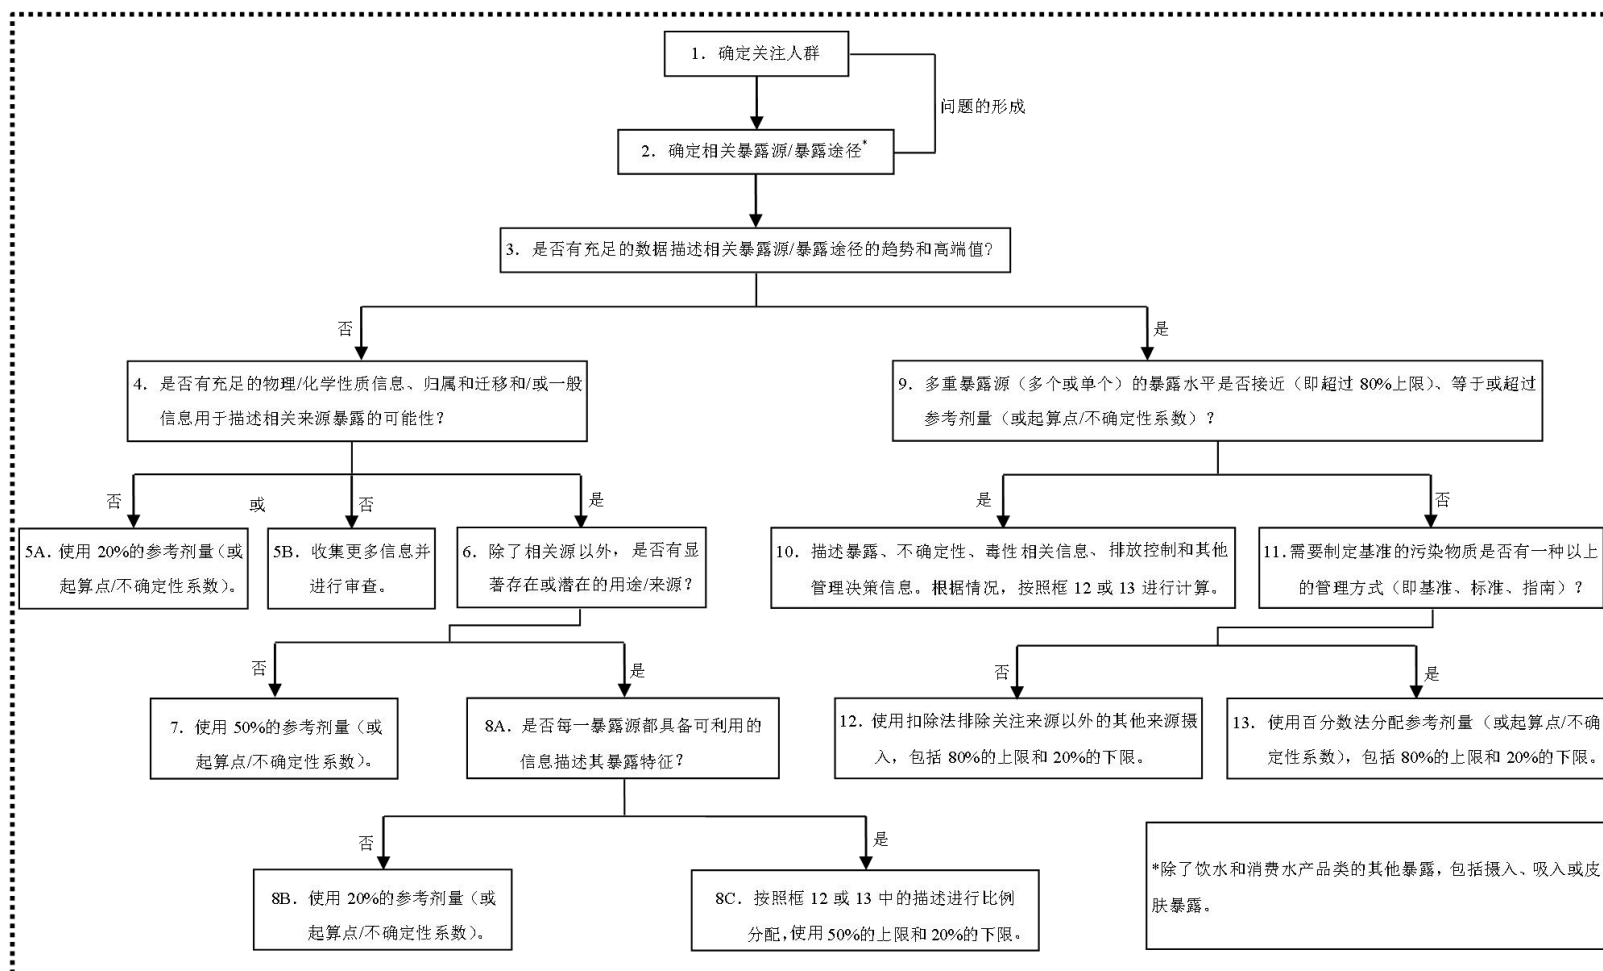 1．确定关注人群
问题的形成
2．确定相关暴露源/暴露途径*
3．是否有充足的数据描述相关暴露源/暴露途径的趋势和高端值？
否
是
4．是否有充足的物理/化学性质信息、归属和迁移和/或一般
信息用于描述相关来源暴露的可能性？
9．多重暴露源（多个或单个）的暴露水平是否接近（即超过 80%上限）、等于或超过
参考剂量（或起算点/不确定性系数）？
否
或
否
是
是
否
5A．使用 20%的参考剂量（或
起算点/不确定性系数）。
5B．收集更多信息并
进行审查。
6．除了相关源以外，是否有显
著存在或潜在的用途/来源？
10．描述暴露、不确定性、毒性相关信息、排放控制和其他
管理决策信息。根据情况，按照框 12 或 13 进行计算。
11．需要制定基准的污染物质是否有一种以上
的管理方式（即基准、标准、指南）？
否
是
否
是
7．使用 50%的参考剂量（或
起算点/不确定性系数）。
8A．是否每一暴露源都具备可利用的
信息描述其暴露特征？
12．使用扣除法排除关注来源以外的其他来源摄
入，包括 80%的上限和 20%的下限。
13．使用百分数法分配参考剂量（或起算点/不确
定性系数），包括 80%的上限和 20%的下限。
否
是
8B．使用 20%的参考剂量（或
起算点/不确定性系数）。
8C．按照框 12 或 13 中的描述进行比例
分配，使用 50%的上限和 20%的下限。
*除了饮水和消费水产品类的其他暴露，包括摄入、吸入或皮
肤暴露。